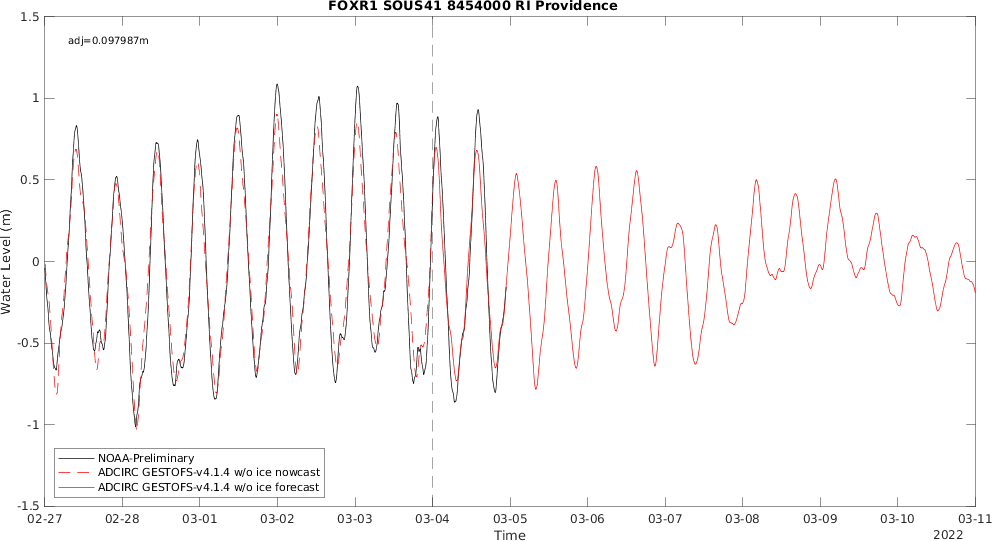 FOXR1 SOUS41 8454000 RI Providence
1.5
adj=0.097987m
1
0.5
0
-0.5
-1
-1.5
Water Level (m)
NOAA-Preliminary
ADCIRC GESTOFS-v4.1.4 w/o ice nowcast
ADCIRC GESTOFS-v4.1.4 w/o ice forecast
02-27 02-28 03-01 03-02 03-03 03-04 03-05 03-06 03-07 03-08 03-09 03-10 03-11
Time
2022